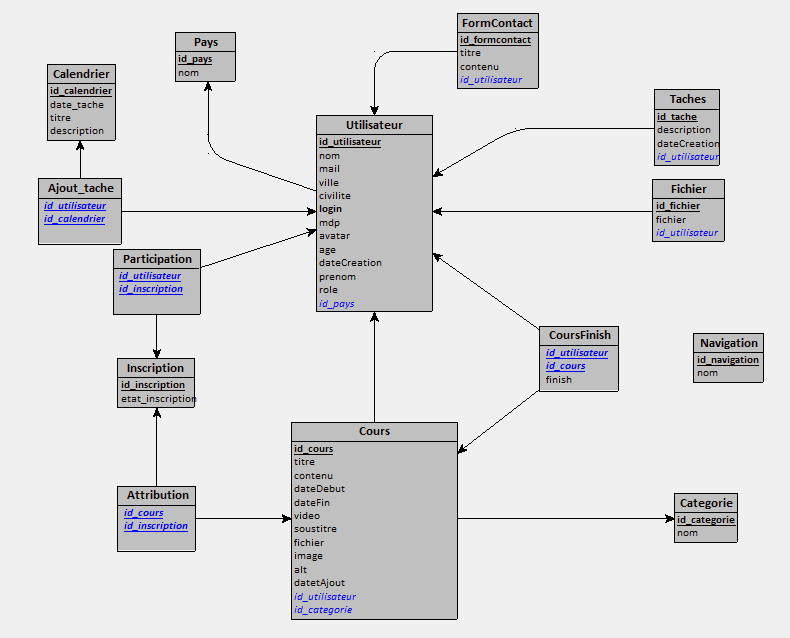 FormContact
id_formcontact
titre
contenu
id_utilisateur
Pays
id_pays
nom
Calendrier
id_calendrier
date_tache
titre
description
Taches
id_tache
description
dateCreation
id_utilisateur
Utilisateur
id_utilisateur
nom
mail
ville
civilite
login
mdp
avatar
age
dateCreation
prenom
role
id_pays
Ajout_tache
id_utilisateur
id_calendrier
Fichier
id_fichier
fichier
id_utilisateur
Participation
id_utilisateur
id_inscription
CoursFinish
id_utilisateur
id_cours
finish
Navigation
id_navigation
nom
Inscription
id_inscription
etat_inscription
Cours
id_cours
titre
contenu
dateDebut
dateFin
video
soustitre
fichier
image
alt
datetAjout
id_utilisateur
id_categorie
Attribution
id_cours
id_inscription
Categorie
id_categorie
nom